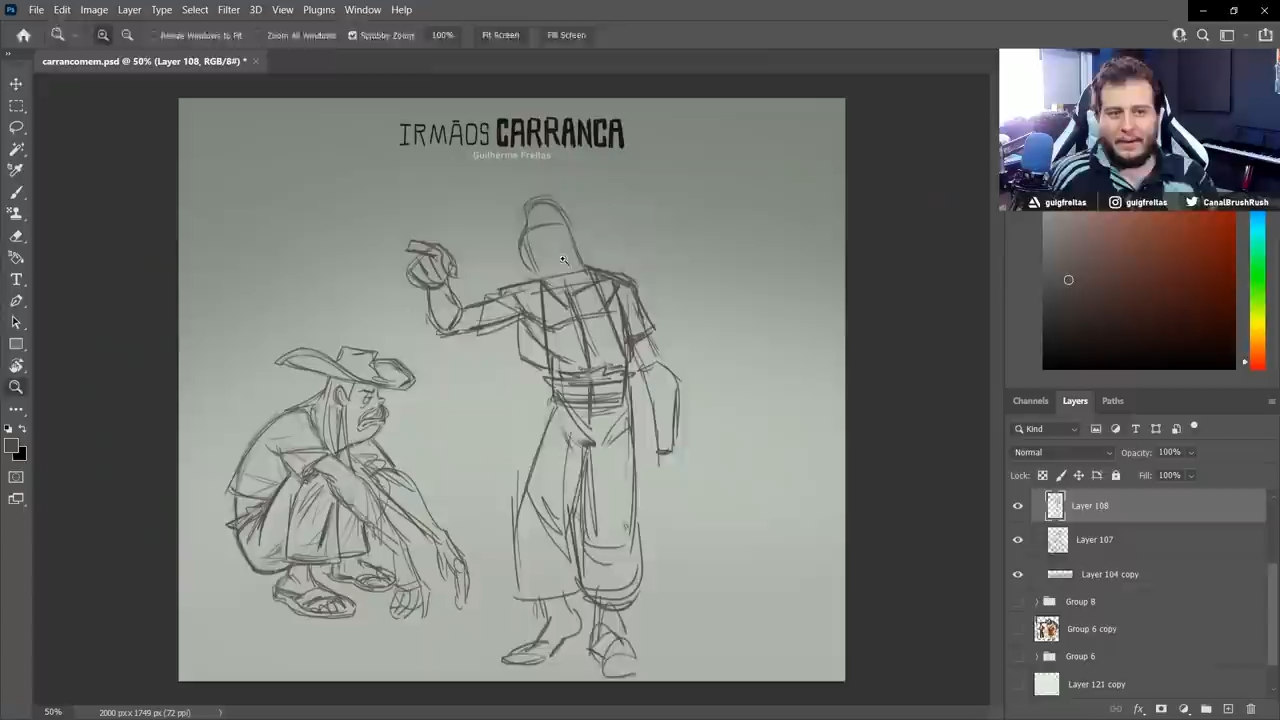 File Edit Image Layer Type Select Filter 3D View Plugins Window Help
Resize Windows to Fit Zoom All Windows Scrubby Zoom 100% Fit Screen Fill Screen
carrancomem.psd @ 50% (Layer 108, RGB/8#) *
IRMÃOS CARRANCA
Guilherme Freitas
guigfreitas guigfreitas CanalBrushRush
Channels Layers Paths
Kind
Normal Opacity: 100%
Lock: Fill: 100%
Layer 108
Layer 107
Layer 104 copy
Group 8
Group 6 copy
Group 6
Layer 121 copy
50% 2000 px x 1749 px (72 ppi)